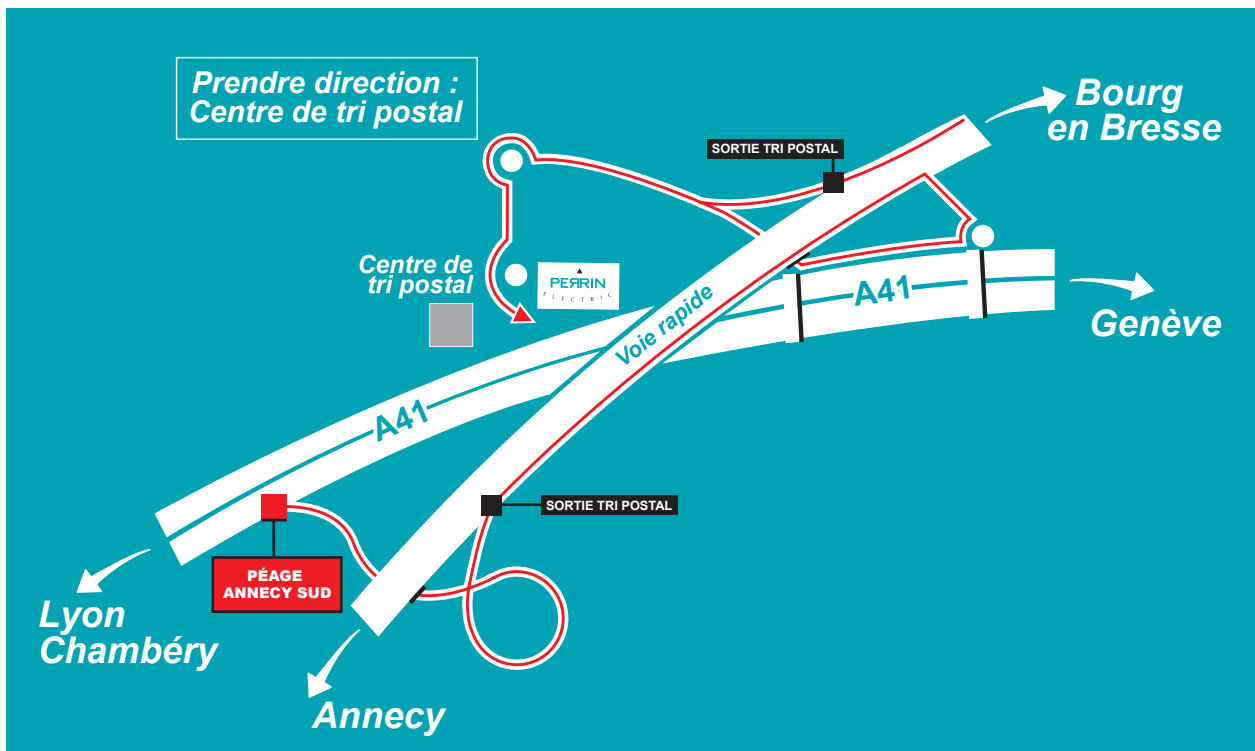 Prendre direction :
Centre de tri postal
Bourg
en Bresse
SORTIE TRI POSTAL
Centre de
tri postal
PERRIN
ELECTRIC
A41
Genève
Voie rapide
A41
SORTIE TRI POSTAL
PÉAGE
ANNECY SUD
Lyon
Chambéry
Annecy